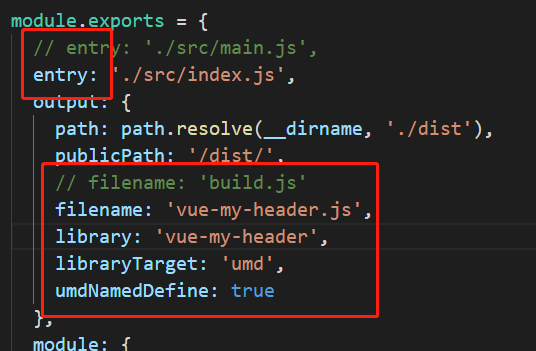 module.exports = {
// entry: './src/main.js',
entry: './src/index.js',
output: {
path: path.resolve(__dirname, './dist'),
publicPath: '/dist/',
// filename: 'build.js'
filename: 'vue-my-header.js',
library: 'vue-my-header',
libraryTarget: 'umd',
umdNamedDefine: true
},
module: {